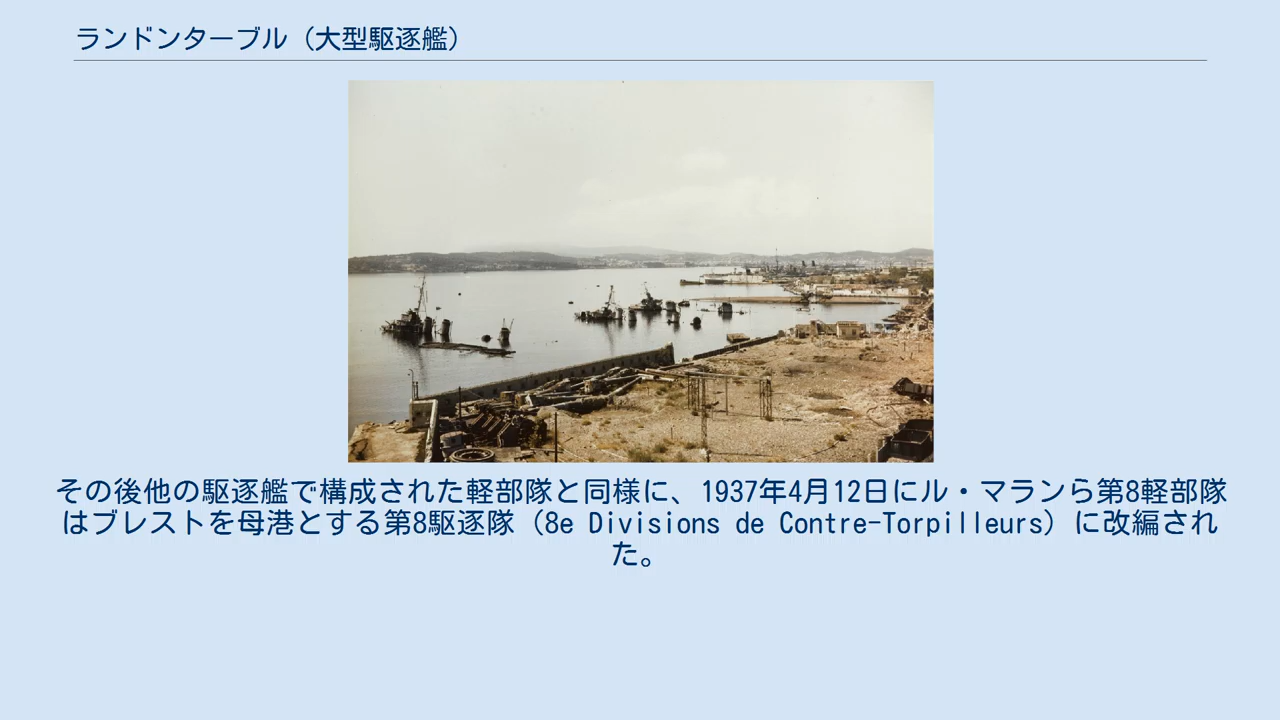 ランドンターブル（大型駆逐艦）
その後他の駆逐艦で構成された軽部隊と同様に、1937年4月12日にル・マランら第8軽部隊
はブレストを母港とする第8駆逐隊（8e Divisions de Contre-Torpilleurs）に改編され
た。